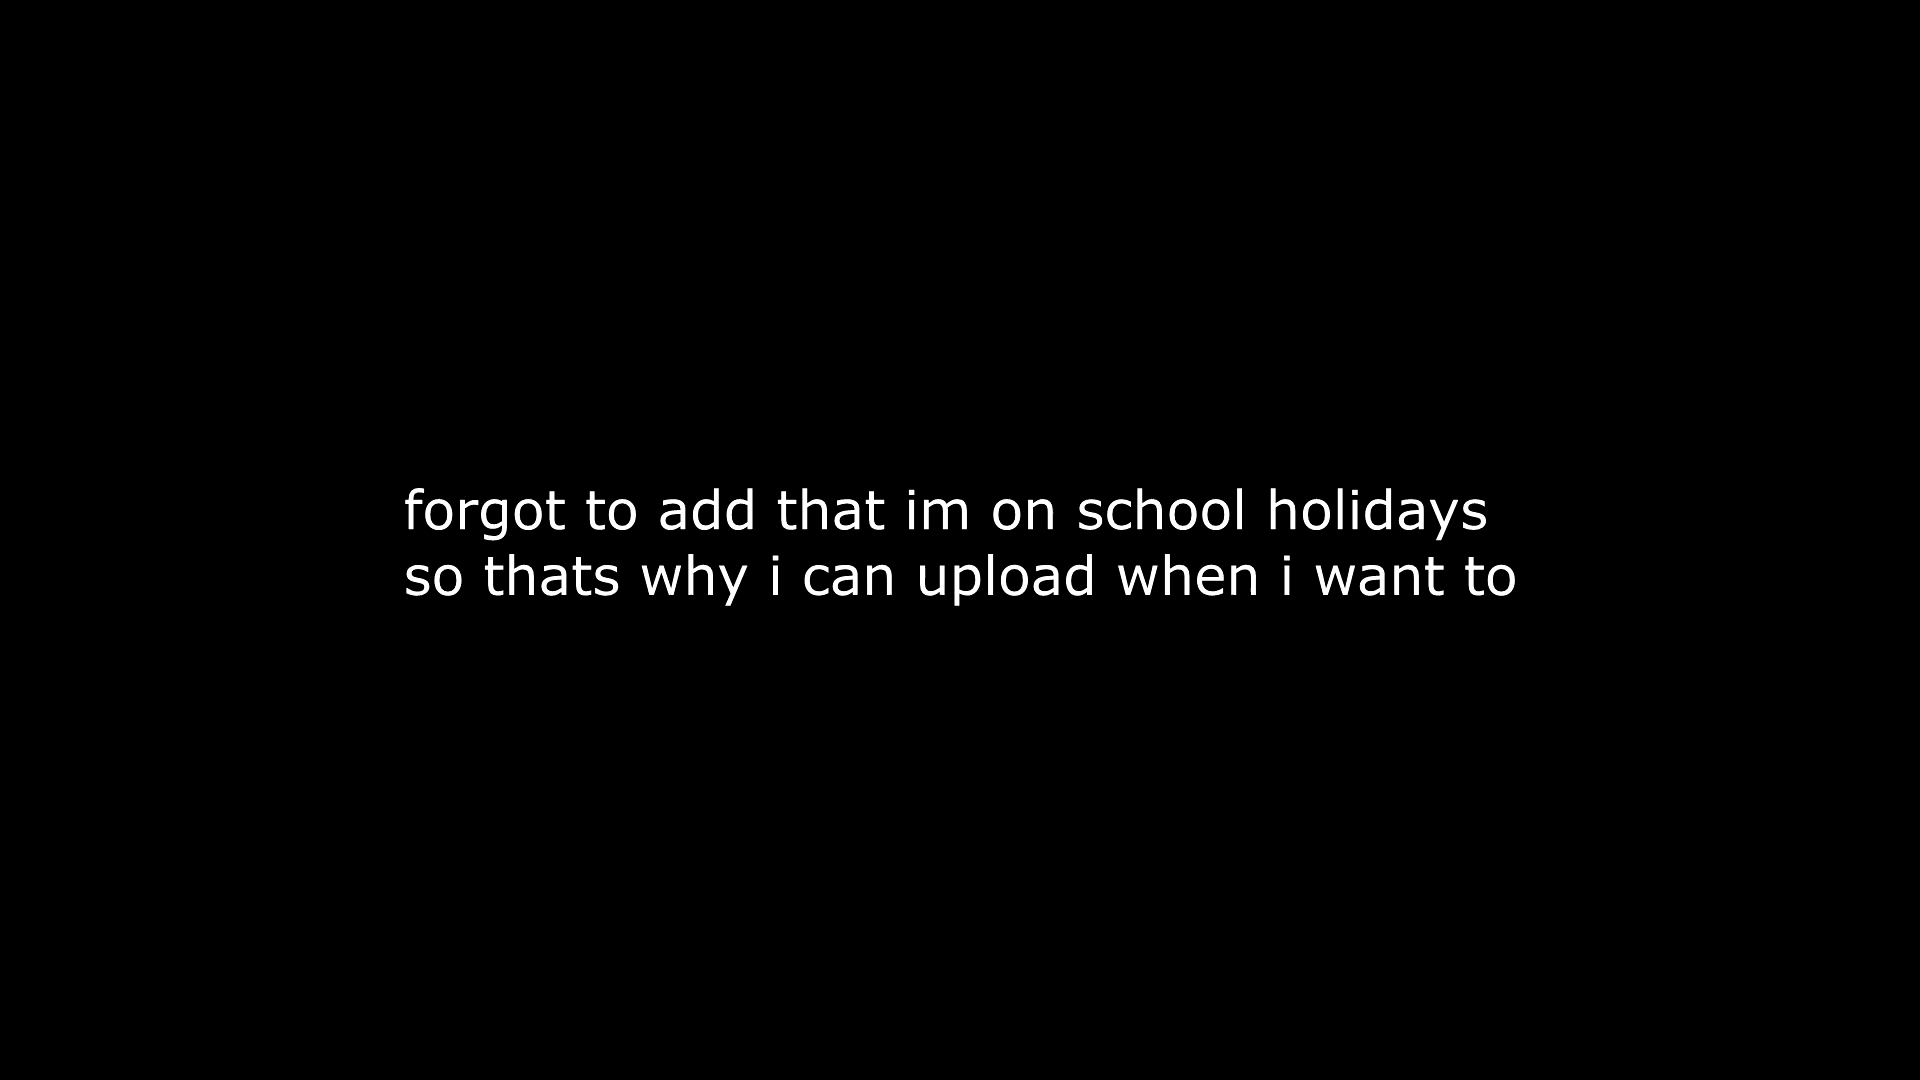 forgot to add that im on school holidays
so thats why i can upload when i want to